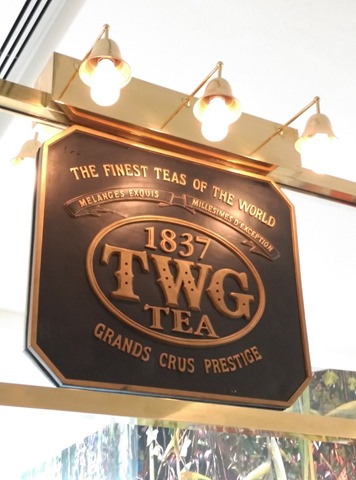 THE FINEST TEAS OF THE WORLD
MELANGES EXQUIS MILLESIMES D'EXCEPTION
1837
TWG
TEA
GRANDS CRUS PRESTIGE